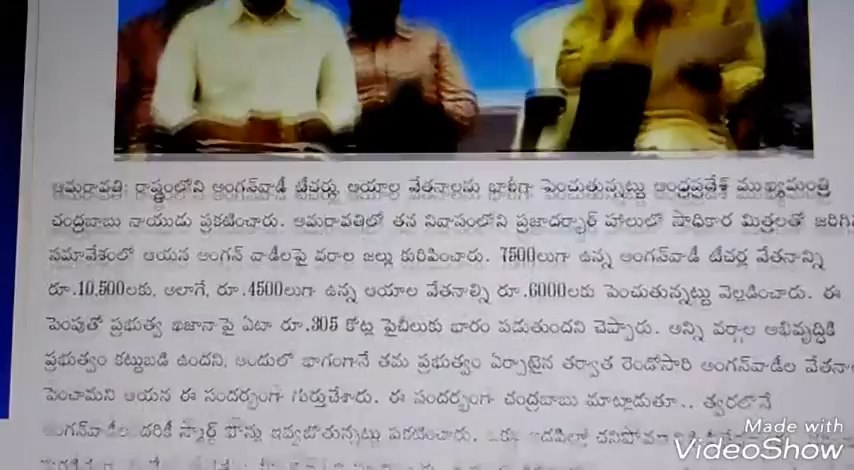 అమరావతి: రాష్ట్రంలోని అంగన్‌వాడీ టీచర్లు, ఆయాల వేతనాలను భారీగా పెంచుతున్నట్లు ఆంధ్రప్రదేశ్ ముఖ్యమంత్రి
చంద్రబాబు నాయుడు ప్రకటించారు. అమరావతిలో తన నివాసంలోని ప్రజాదర్బార్ హాలులో సాధికార మిత్రలతో జరిగిన
సమావేశంలో ఆయన అంగన్ వాడీలపై వరాల జల్లు కురిపించారు. 7500లుగా ఉన్న అంగన్‌వాడీ టీచర్ల వేతనాన్ని
రూ.10,500లకు, అలాగే, రూ.4500లుగా ఉన్న ఆయాల వేతనాల్ని రూ.6000లకు పెంచుతున్నట్టు వెల్లడించారు. ఈ
పెంపుతో ప్రభుత్వ ఖజానాపై ఏటా రూ.305 కోట్ల పైచిలుకు భారం పడుతుందని చెప్పారు. అన్ని వర్గాల అభివృద్ధికి
ప్రభుత్వం కట్టుబడి ఉందని, అందులో భాగంగానే తమ ప్రభుత్వం ఏర్పాటైన తర్వాత రెండోసారి అంగన్‌వాడీల వేతనాల
పెంచామని ఆయన ఈ సందర్భంగా గుర్తుచేశారు. ఈ సందర్భంగా చంద్రబాబు మాట్లాడుతూ.. త్వరలోనే
అంగన్‌వాడీలందరికీ స్మార్ట్ ఫోన్లు ఇవ్వబోతున్నట్టు ప్రకటించారు.
Made with
VideoShow